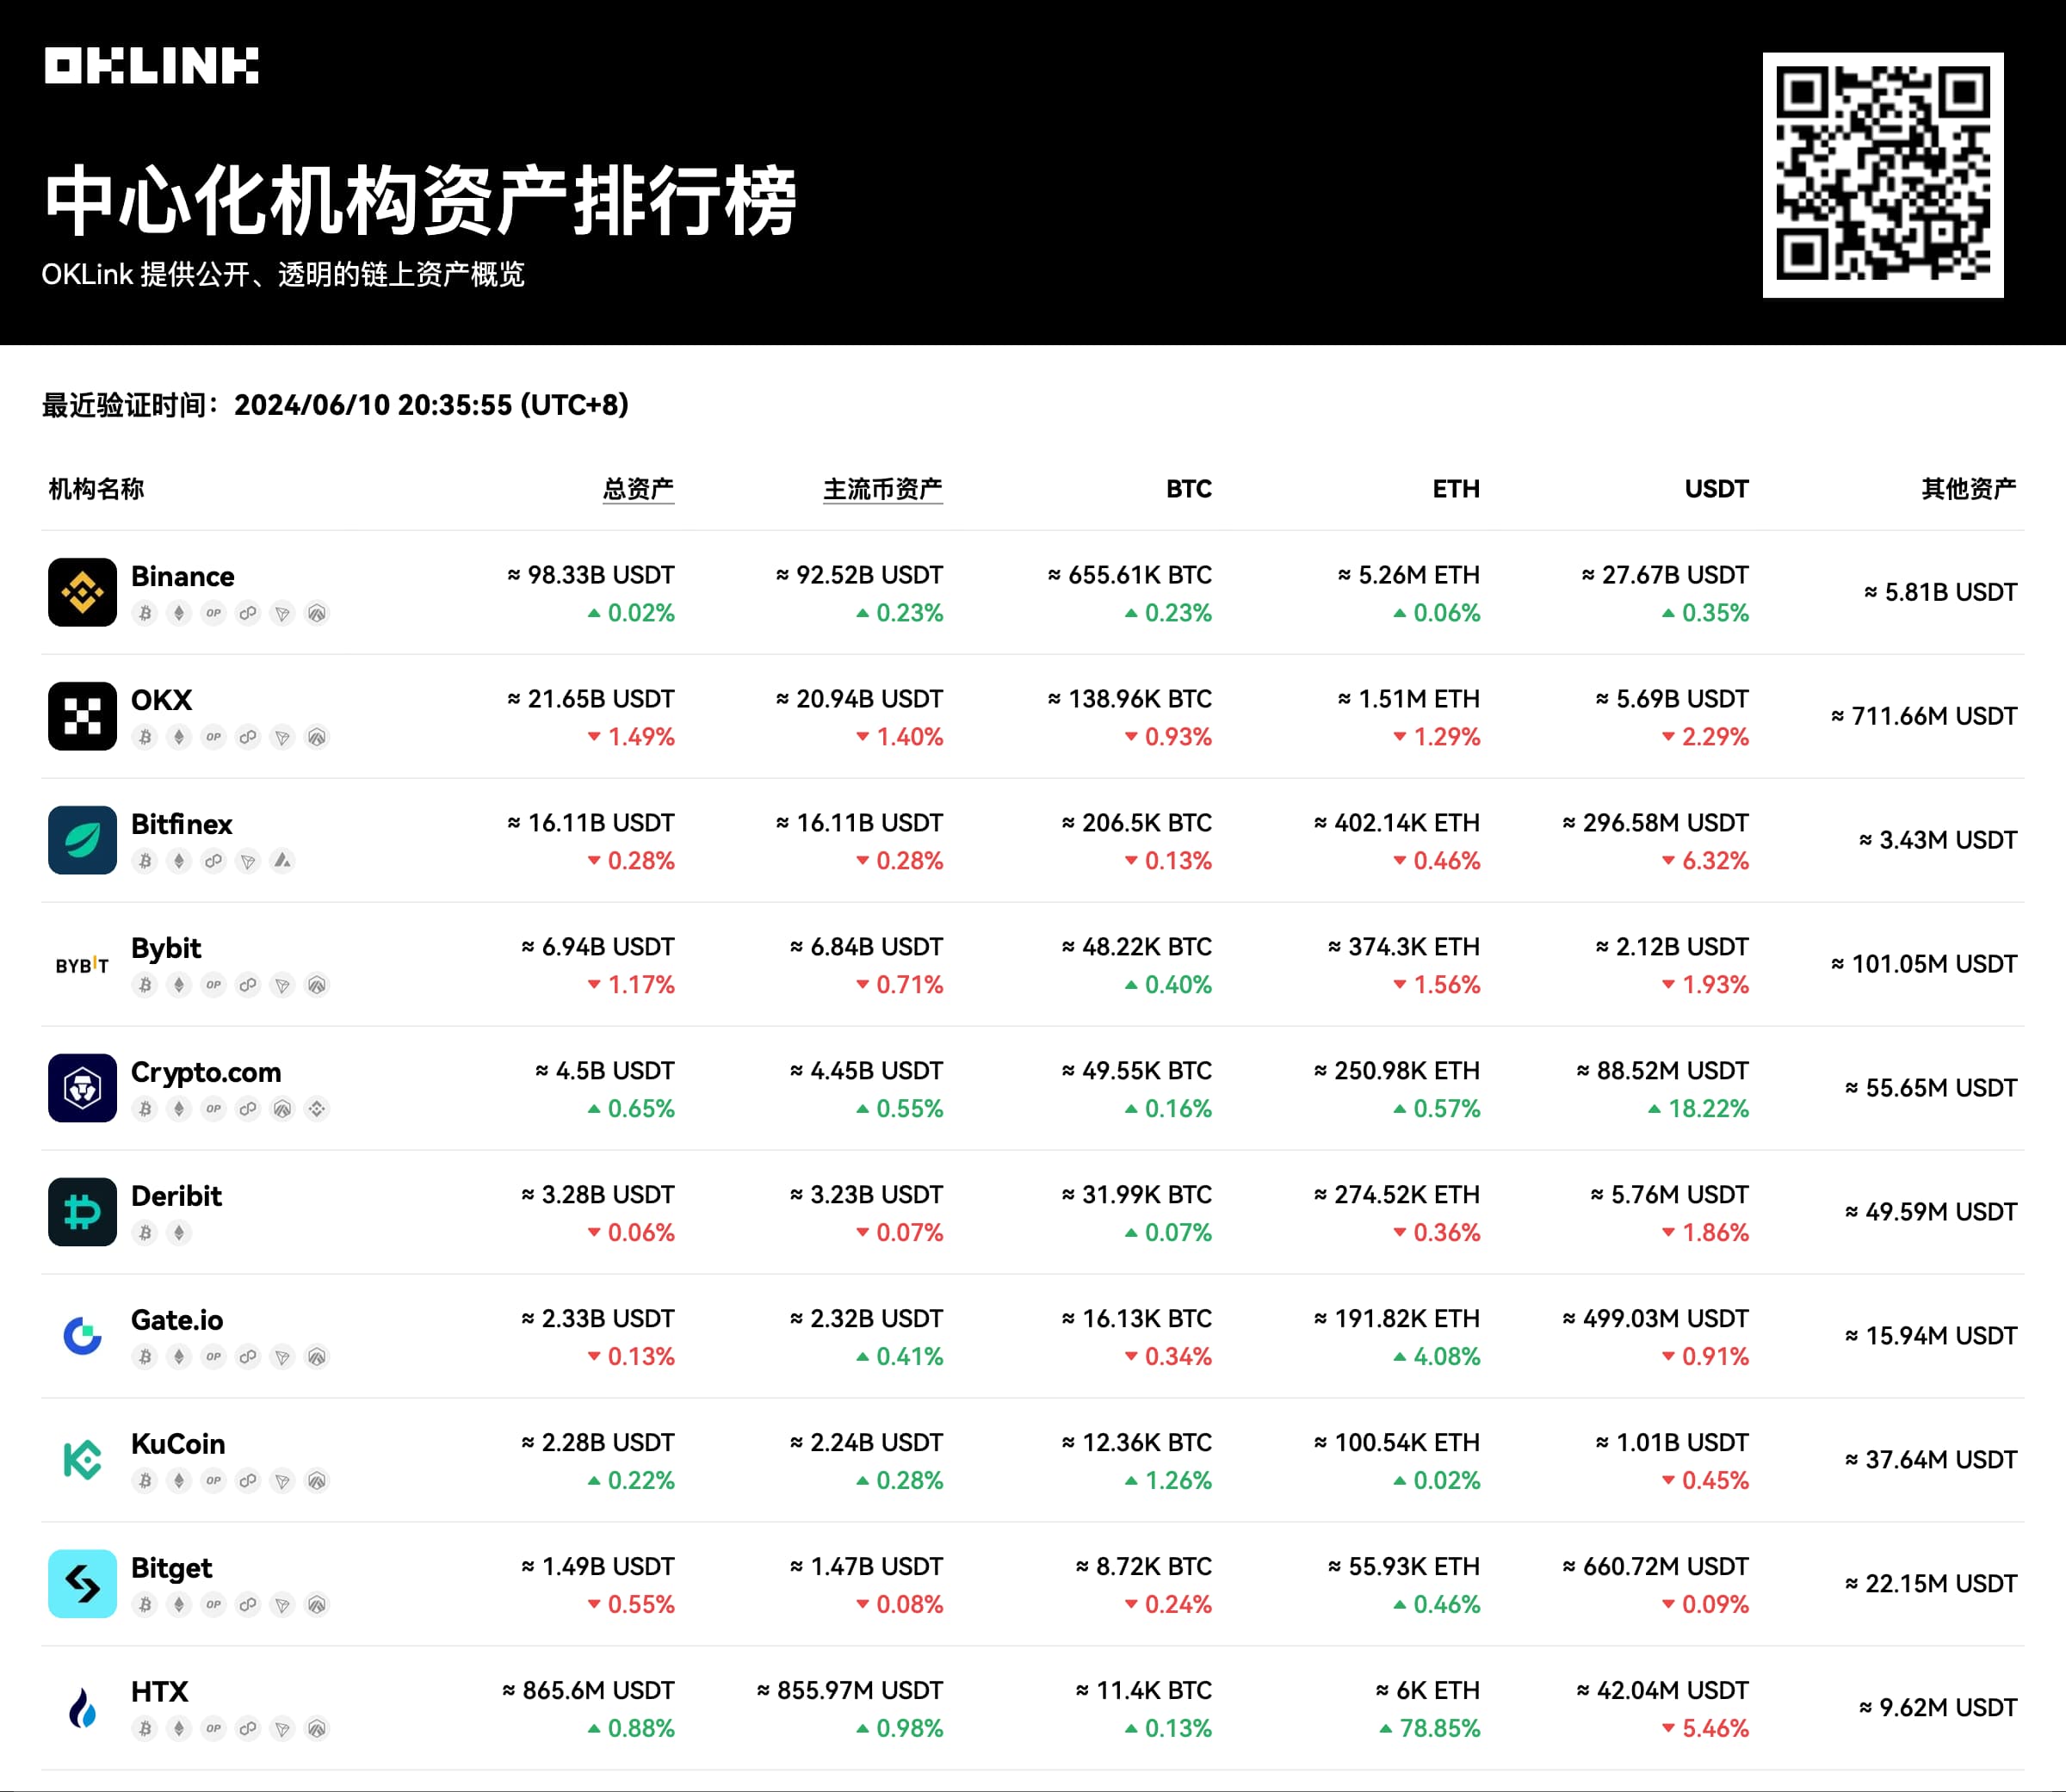 OKLINK
中心化机构资产排行榜
OKLink 提供公开、透明的链上资产概览
最近验证时间：2024/06/10 20:35:55 (UTC+8)
机构名称 总资产 主流币资产 BTC ETH USDT 其他资产
Binance ≈ 98.33B USDT ≈ 92.52B USDT ≈ 655.61K BTC ≈ 5.26M ETH ≈ 27.67B USDT ≈ 5.81B USDT
OP ▲ 0.02% ▲ 0.23% ▲ 0.23% ▲ 0.06% ▲ 0.35%
OKX ≈ 21.65B USDT ≈ 20.94B USDT ≈ 138.96K BTC ≈ 1.51M ETH ≈ 5.69B USDT ≈ 711.66M USDT
OP ▼ 1.49% ▼ 1.40% ▼ 0.93% ▼ 1.29% ▼ 2.29%
Bitfinex ≈ 16.11B USDT ≈ 16.11B USDT ≈ 206.5K BTC ≈ 402.14K ETH ≈ 296.58M USDT ≈ 3.43M USDT
▼ 0.28% ▼ 0.28% ▼ 0.13% ▼ 0.46% ▼ 6.32%
BYBIT Bybit ≈ 6.94B USDT ≈ 6.84B USDT ≈ 48.22K BTC ≈ 374.3K ETH ≈ 2.12B USDT ≈ 101.05M USDT
OP ▼ 1.17% ▼ 0.71% ▲ 0.40% ▼ 1.56% ▼ 1.93%
Crypto.com ≈ 4.5B USDT ≈ 4.45B USDT ≈ 49.55K BTC ≈ 250.98K ETH ≈ 88.52M USDT ≈ 55.65M USDT
OP ▲ 0.65% ▲ 0.55% ▲ 0.16% ▲ 0.57% ▲ 18.22%
Deribit ≈ 3.28B USDT ≈ 3.23B USDT ≈ 31.99K BTC ≈ 274.52K ETH ≈ 5.76M USDT ≈ 49.59M USDT
▼ 0.06% ▼ 0.07% ▲ 0.07% ▼ 0.36% ▼ 1.86%
Gate.io ≈ 2.33B USDT ≈ 2.32B USDT ≈ 16.13K BTC ≈ 191.82K ETH ≈ 499.03M USDT ≈ 15.94M USDT
OP ▼ 0.13% ▲ 0.41% ▼ 0.34% ▲ 4.08% ▼ 0.91%
KuCoin ≈ 2.28B USDT ≈ 2.24B USDT ≈ 12.36K BTC ≈ 100.54K ETH ≈ 1.01B USDT ≈ 37.64M USDT
OP ▲ 0.22% ▲ 0.28% ▲ 1.26% ▲ 0.02% ▼ 0.45%
Bitget ≈ 1.49B USDT ≈ 1.47B USDT ≈ 8.72K BTC ≈ 55.93K ETH ≈ 660.72M USDT ≈ 22.15M USDT
OP ▼ 0.55% ▼ 0.08% ▼ 0.24% ▲ 0.46% ▼ 0.09%
HTX ≈ 865.6M USDT ≈ 855.97M USDT ≈ 11.4K BTC ≈ 6K ETH ≈ 42.04M USDT ≈ 9.62M USDT
OP ▲ 0.88% ▲ 0.98% ▲ 0.13% ▲ 78.85% ▼ 5.46%